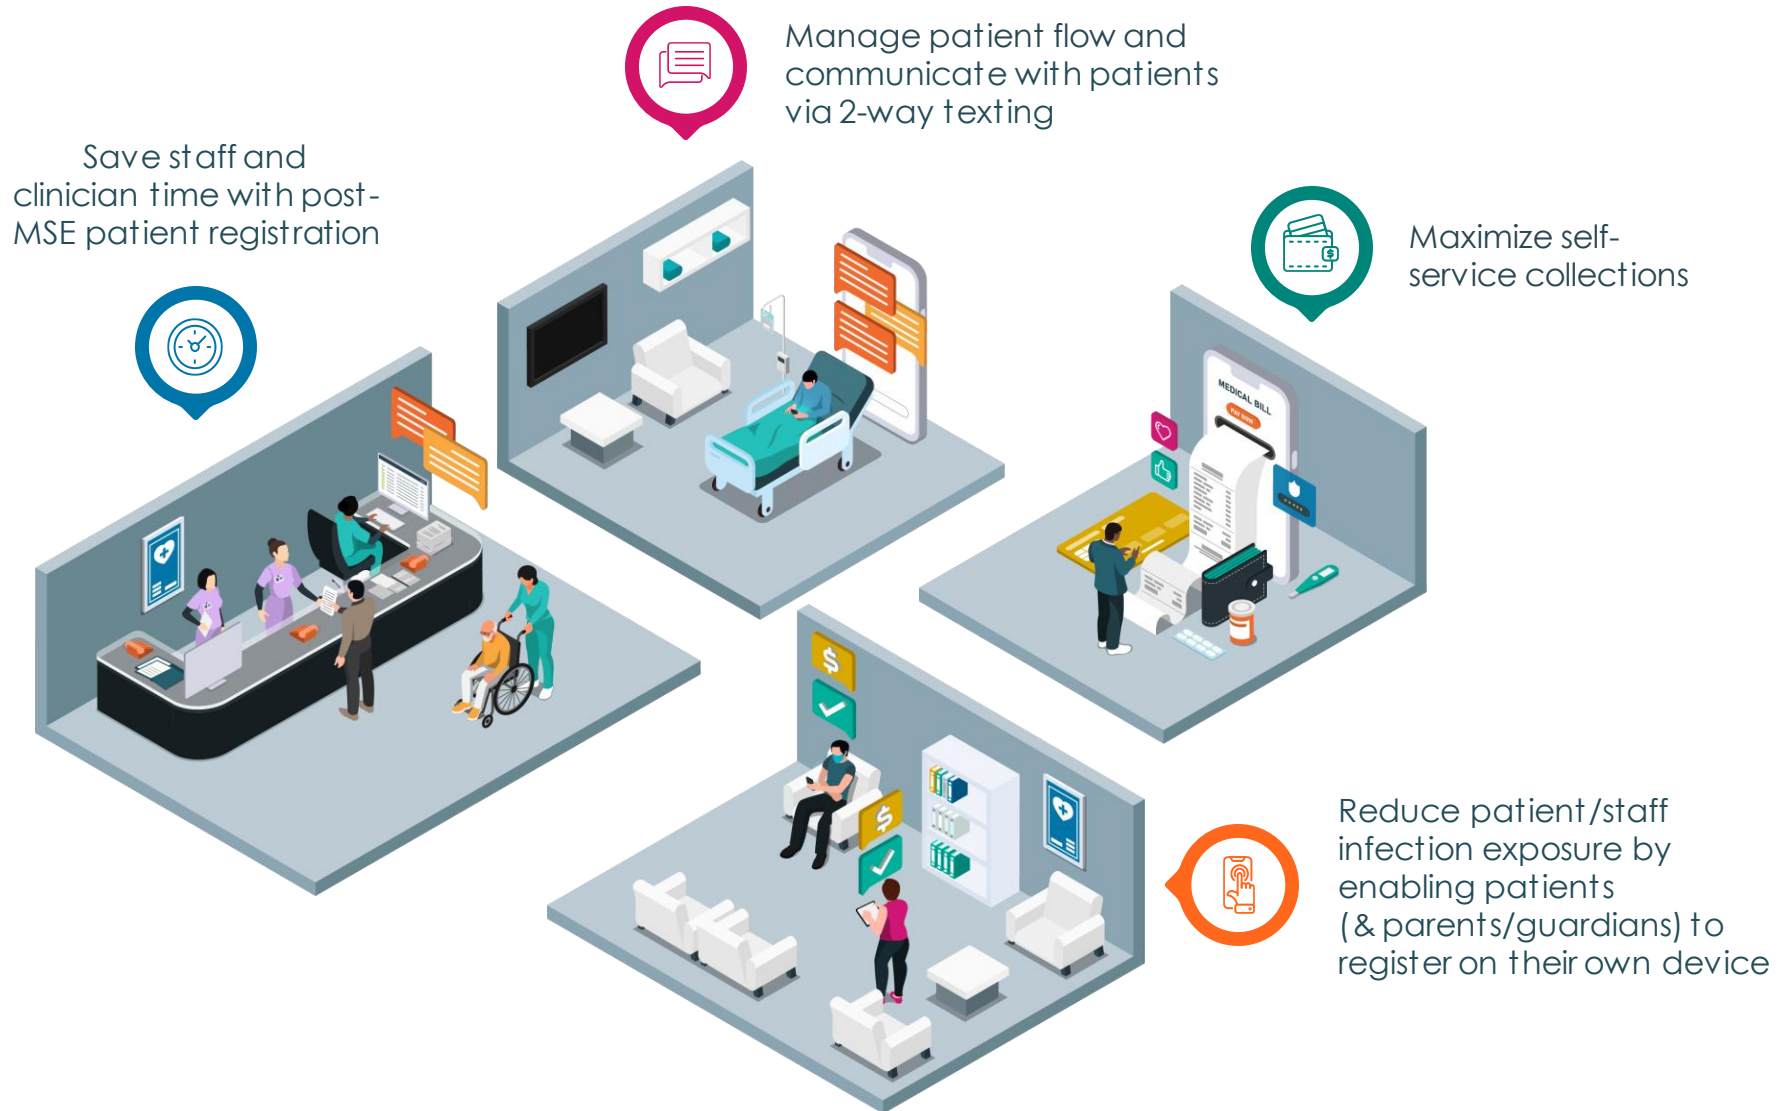 Manage patient flow and
communicate with patients
via 2-way texting
Save staff and
clinician time with post-
MSE patient registration
Maximize self-
service collections
MEDICAL BILL
PAY NOW
Reduce patient/staff
infection exposure by
enabling patients
(& parents/guardians) to
register on their own device